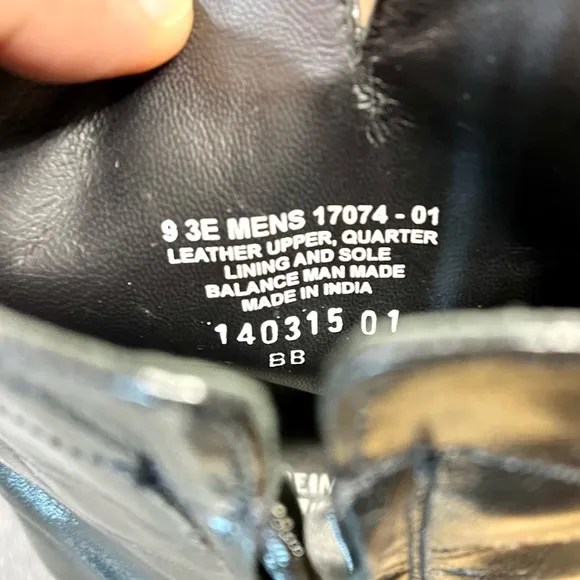 9 3E MENS 17074 - 01
LEATHER UPPER, QUARTER
LINING AND SOLE
BALANCE MAN MADE
MADE IN INDIA
140315 01
BB